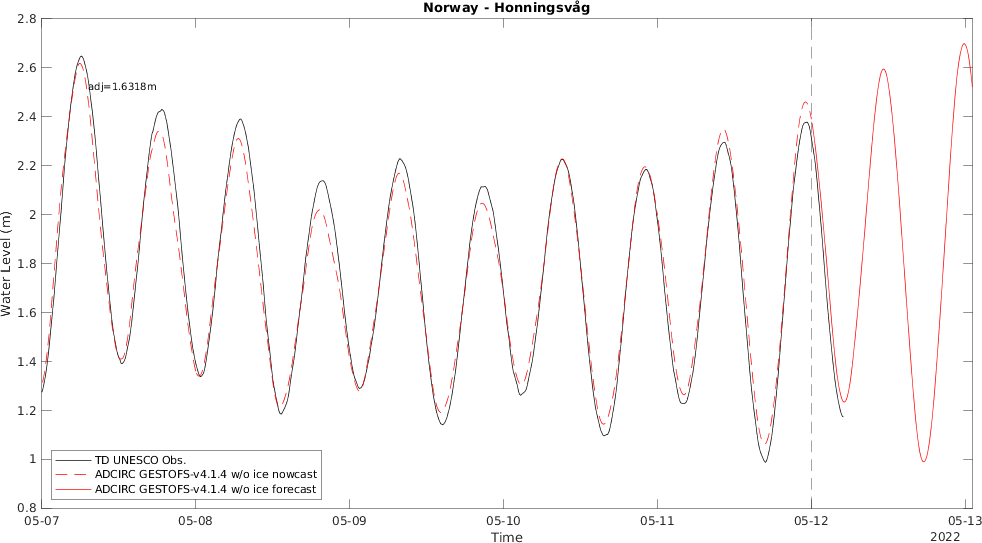 Norway - Honningsvåg
2.8
2.6
2.4
2.2
2
1.8
1.6
1.4
1.2
1
0.8
Water Level (m)
adj=1.6318m
TD UNESCO Obs.
ADCIRC GESTOFS-v4.1.4 w/o ice nowcast
ADCIRC GESTOFS-v4.1.4 w/o ice forecast
05-07 05-08 05-09 05-10 05-11 05-12 05-13
Time
2022